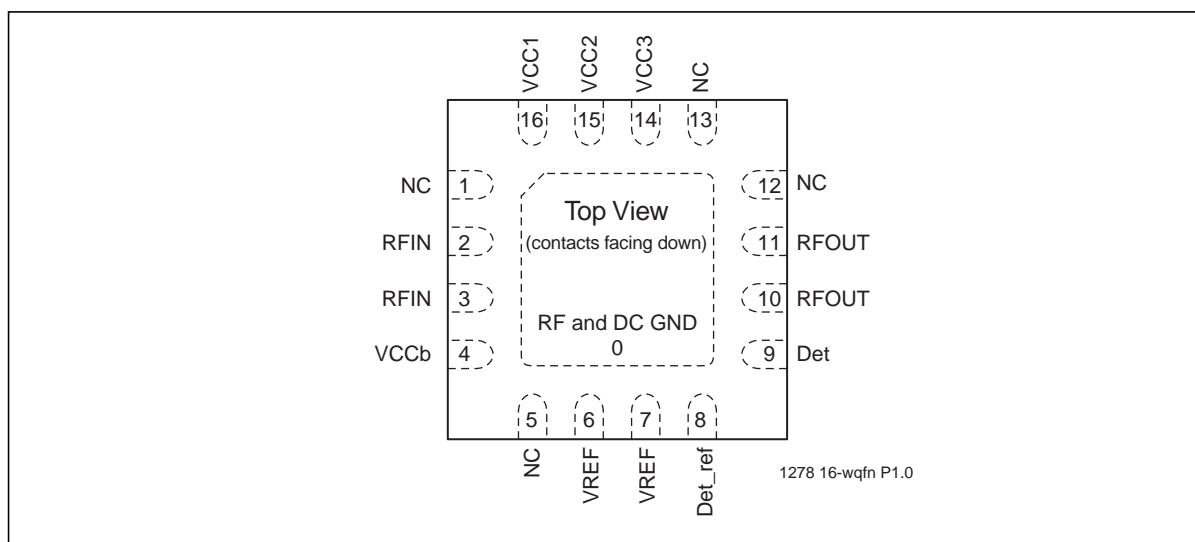 VCC1
VCC2
VCC3
NC
16
15
14
13
NC 1
12 NC
Top View
RFIN 2
(contacts facing down)
11 RFOUT
RFIN 3
10 RFOUT
RF and DC GND
VCCb 4
0
9 Det
5
6
7
8
NC
VREF
VREF
Det_ref
1278 16-wqfn P1.0